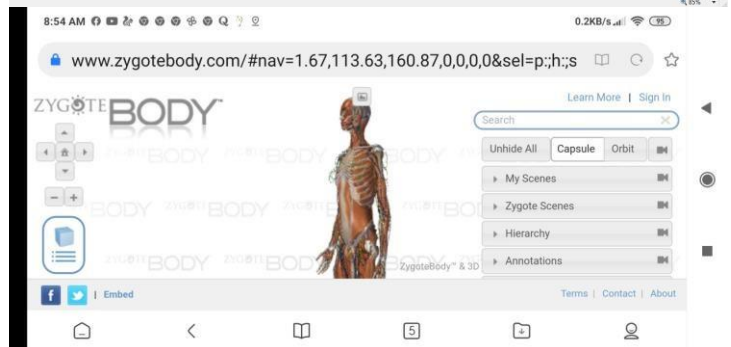 85%
8:54 AM
0.2KB/s
95
www.zygotebody.com/#nav=1.67,113.63,160.87,0,0,0,0&sel=p:;h:;s
ZYGOTEBODY™
Learn More | Sign In
Search
Unhide All
Capsule
Orbit
My Scenes
Zygote Scenes
Hierarchy
Annotations
ZygoteBody™ & 3D
f | Embed
Terms | Contact | About
5